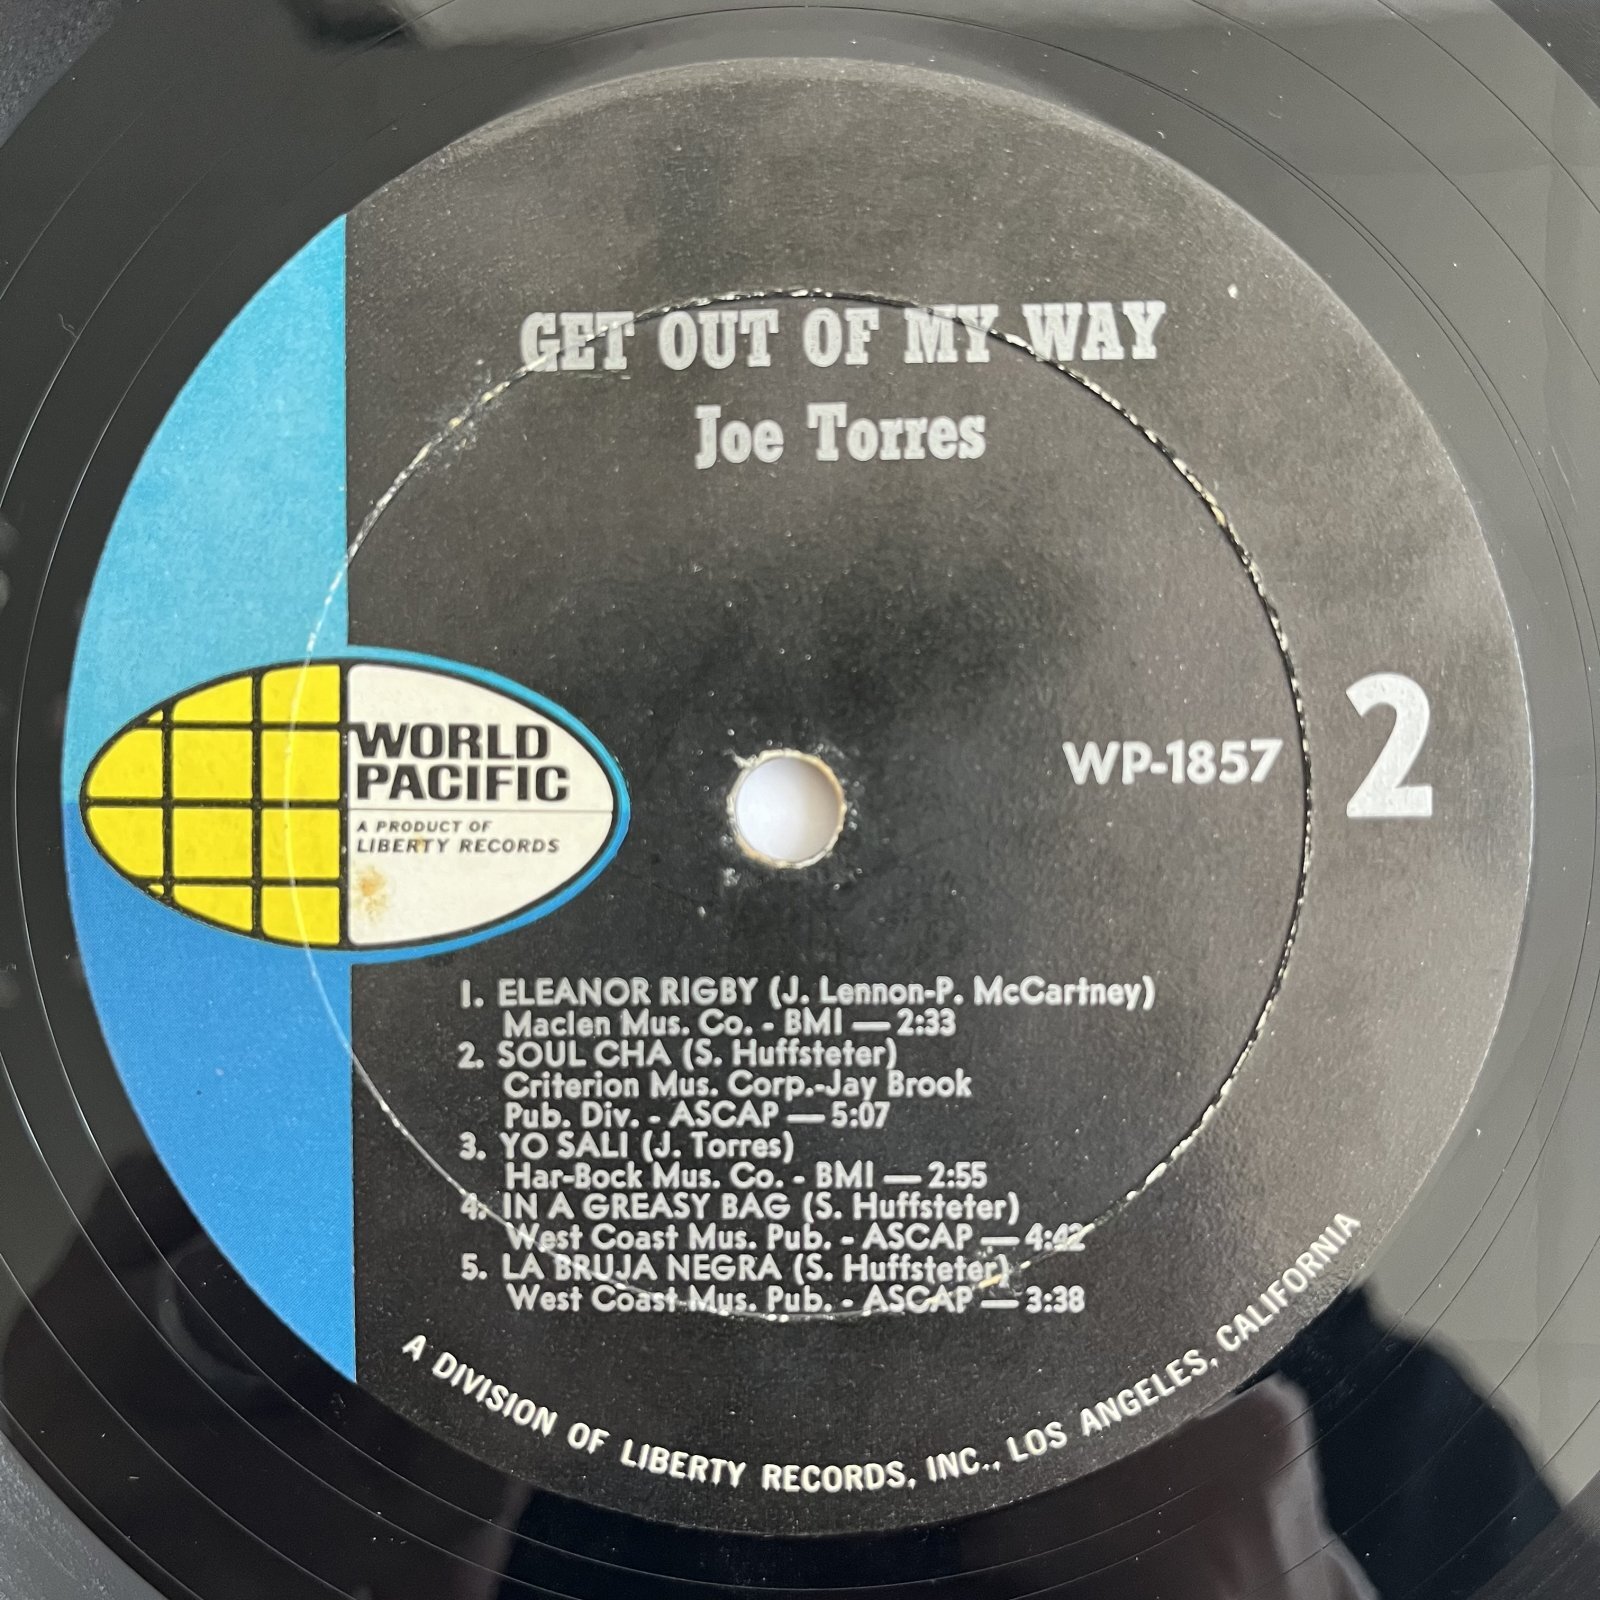 GET OUT OF MY WAY
Joe Torres
WORLD
PACIFIC
A PRODUCT OF
LIBERTY RECORDS
WP-1857
2
1. ELEANOR RIGBY (J. Lennon-P. McCartney)
Maclen Mus. Co. - BMI — 2:33
2. SOUL CHA (S. Huffsteter)
Criterion Mus. Corp.-Jay Brook
Pub. Div. - ASCAP — 5:07
3. YO SALI (J. Torres)
Har-Bock Mus. Co. - BMI — 2:55
4. IN A GREASY BAG (S. Huffsteter)
West Coast Mus. Pub. - ASCAP — 4:42
5. LA BRUJA NEGRA (S. Huffsteter)
West Coast Mus. Pub. - ASCAP — 3:38
A DIVISION OF LIBERTY RECORDS, INC., LOS ANGELES, CALIFORNIA